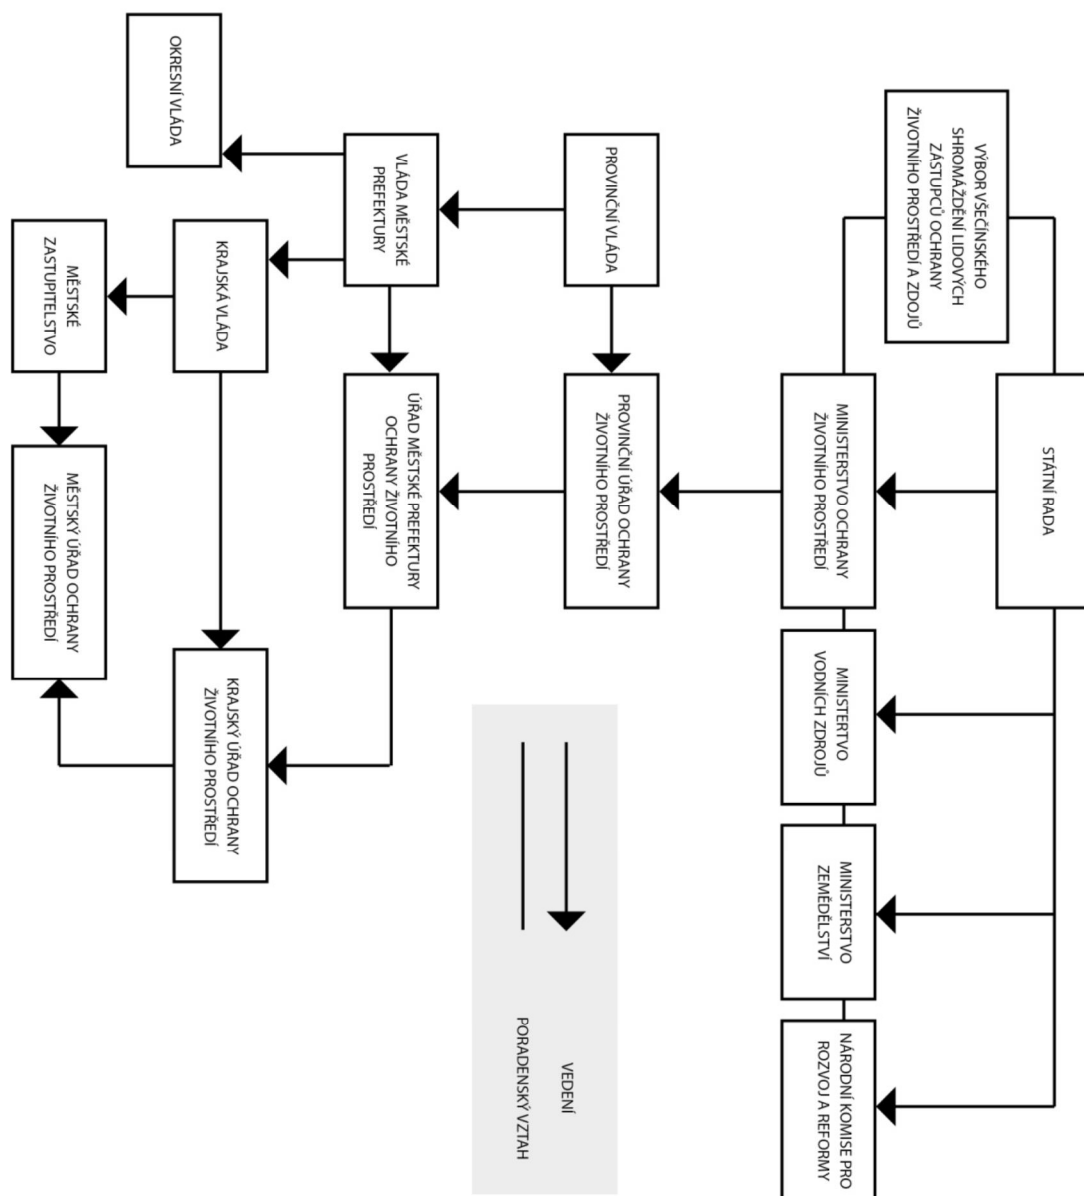 STÁTNÍ RADA
VÝBOR VŠEČÍNSKÉHO
SHROMÁŽDĚNÍ LIDOVÝCH
ZÁSTUPCŮ OCHRANY
ŽIVOTNÍHO PROSTŘEDÍ A ZDOJŮ
MINISTERSTVO OCHRANY
ŽIVOTNÍHO PROSTŘEDÍ
MINISTERTVO
VODNÍCH ZDROJŮ
MINISTERSTVO
ZEMĚDĚLSTVÍ
NÁRODNÍ KOMISE PRO
ROZVOJ A REFORMY
PROVINČNÍ VLÁDA
PROVINČNÍ ÚŘAD OCHRANY
ŽIVOTNÍHO PROSTŘEDÍ
VLÁDA MĚSTSKÉ
PREFEKTURY
ÚŘAD MĚSTSKÉ PREFEKTURY
OCHRANY ŽIVOTNÍHO
PROSTŘEDÍ
VEDENÍ
PORADENSKÝ VZTAH
OKRESNÍ VLÁDA
KRAJSKÁ VLÁDA
KRAJSKÝ ÚŘAD OCHRANY
ŽIVOTNÍHO PROSTŘEDÍ
MĚSTSKÉ
ZASTUPITELSTVO
MĚSTSKÝ ÚŘAD OCHRANY
ŽIVOTNÍHO PROSTŘEDÍ